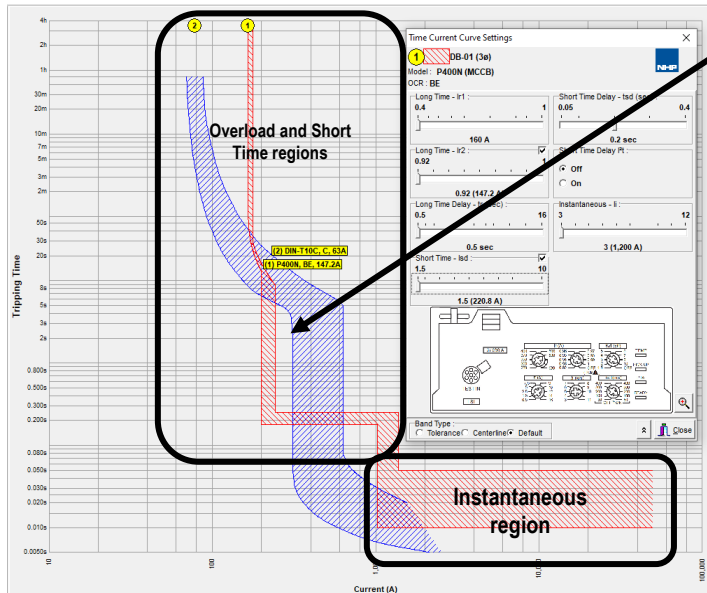 4h
2h
1h
30m
20m
10m
7m
5m
3m
2m
50s
30s
20s
8s
5s
3s
2s
0.800s
0.500s
0.300s
0.200s
0.080s
0.050s
0.030s
0.020s
0.010s
0.0050s
Tripping Time
10
100
10,000
100,000
Current (A)
2
1
Overload and Short
Time regions
(2) DIN-T10C, C, 63A
(1) P400N, BE, 147.2A
Instantaneous
region
Time Current Curve Settings
1 DB-01 (3ø)
NHP
Model : P400N (MCCB)
OCR : BE
Long Time - Ir1 :
0.4 1
160 A
Long Time - Ir2 :
0.92 1
0.92 (147.2 A)
0.5 16
0.5 sec
Short Time - Isd :
1.5 10
1.5 (220.8 A)
Short Time Delay - tsd (sec)
0.05 0.4
0.2 sec
Short Time Delay I²t :
Off
On
Instantaneous - Ii :
3 12
3 (1,200 A)
Band Type :
Tolerance Centerline Default
Close